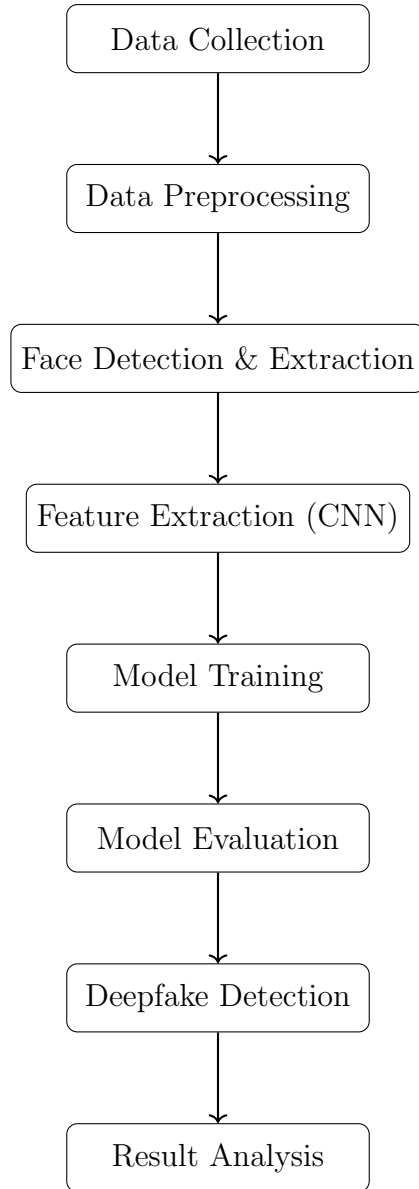 Data Collection
Data Preprocessing
Face Detection & Extraction
Feature Extraction (CNN)
Model Training
Model Evaluation
Deepfake Detection
Result Analysis